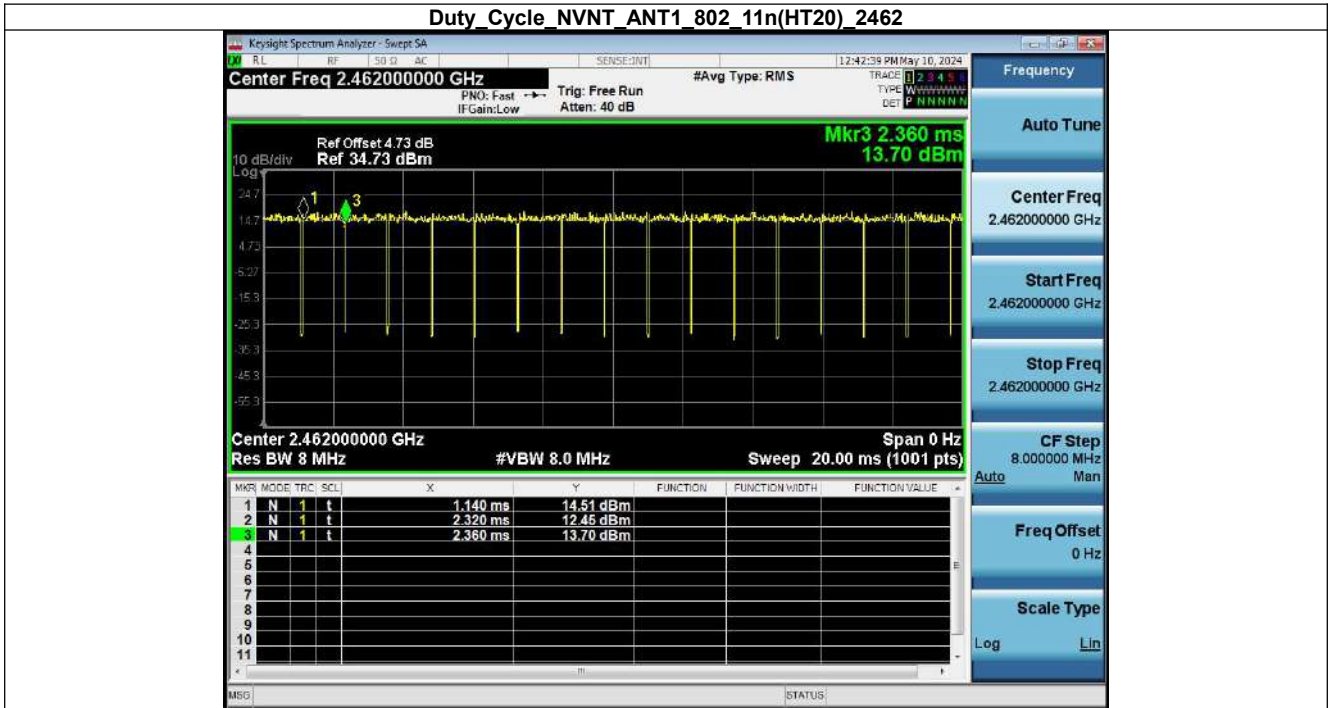 Duty_Cycle_NVNT_ANT1_802_11n(HT20)_2462
Keysight Spectrum Analyzer - Swept SA
RL RF 50 Ω AC SENSE:INT 12:42:39 PM May 10, 2024
Center Freq 2.462000000 GHz #Avg Type: RMS TRACE 1 2 3 4 5 6
PNO: Fast Trig: Free Run TYPE W
IFGain:Low Atten: 40 dB DET P N N N N N
Frequency
Auto Tune
Ref Offset 4.73 dB Mkr3 2.360 ms
10 dB/div Ref 34.73 dBm 13.70 dBm
Log
24.7
14.7
4.73
-5.27
-15.3
-25.3
-35.3
-45.3
-55.3
1
3
Center 2.462000000 GHz Span 0 Hz
Res BW 8 MHz #VBW 8.0 MHz Sweep 20.00 ms (1001 pts)
Center Freq
2.462000000 GHz
Start Freq
2.462000000 GHz
Stop Freq
2.462000000 GHz
CF Step
8.000000 MHz
Auto Man
Freq Offset
0 Hz
Scale Type
Log Lin
MKR MODE TRC SCL X Y FUNCTION FUNCTION WIDTH FUNCTION VALUE
1 N 1 t 1.140 ms 14.51 dBm
2 N 1 t 2.320 ms 12.45 dBm
3 N 1 t 2.360 ms 13.70 dBm
4
5
6
7
8
9
10
11
MSG STATUS